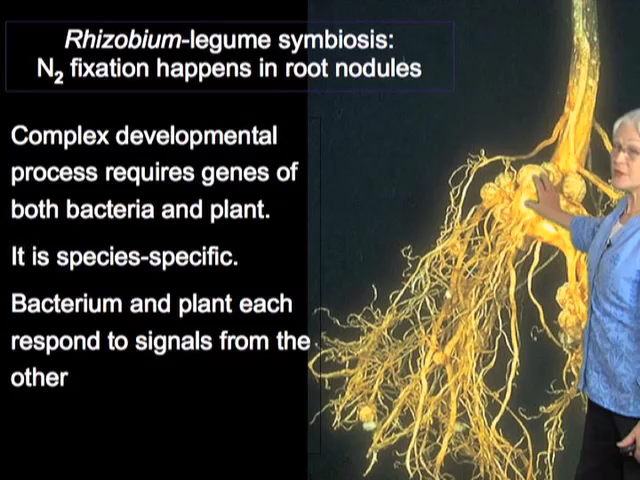 Rhizobium-legume symbiosis:
N₂ fixation happens in root nodules
Complex developmental
process requires genes of
both bacteria and plant.
It is species-specific.
Bacterium and plant each
respond to signals from the
other